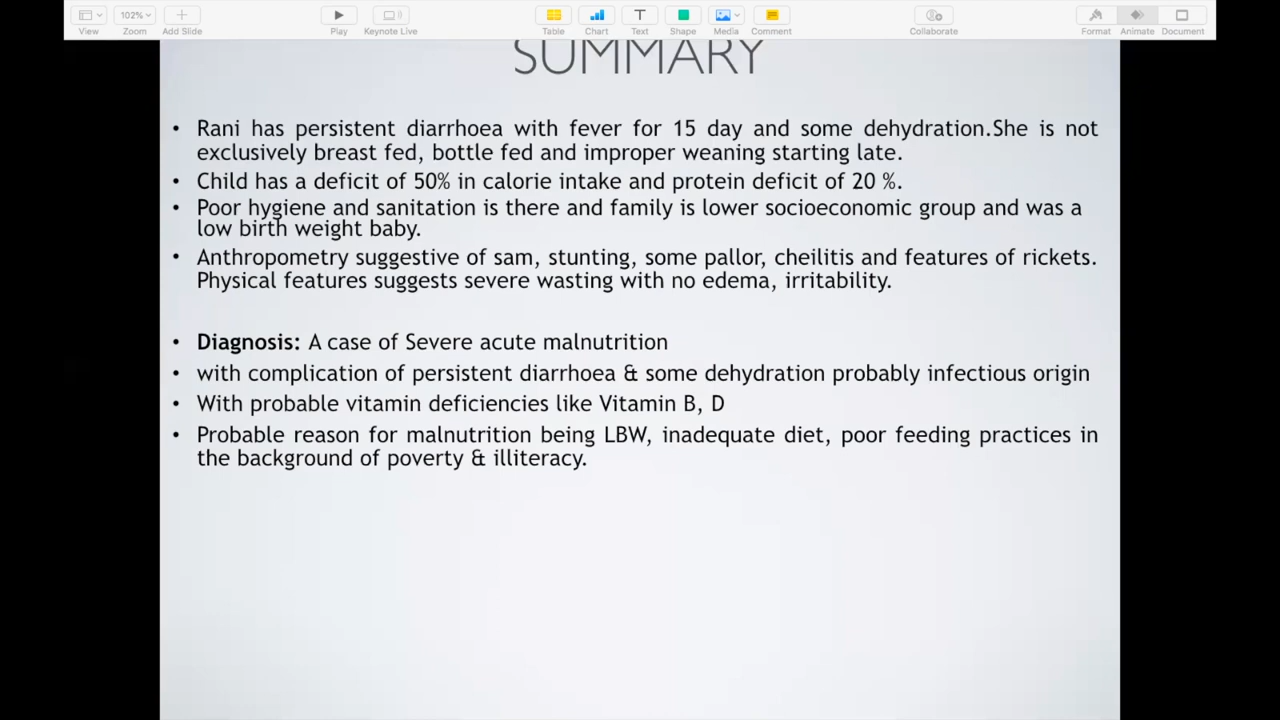 102%
View
Zoom
Add Slide
Play
Keynote Live
Table
Chart
Text
Shape
Media
Comment
Collaborate
Format
Animate
Document
SUMMARY
• Rani has persistent diarrhoea with fever for 15 day and some dehydration.She is not
exclusively breast fed, bottle fed and improper weaning starting late.
• Child has a deficit of 50% in calorie intake and protein deficit of 20 %.
• Poor hygiene and sanitation is there and family is lower socioeconomic group and was a
low birth weight baby.
• Anthropometry suggestive of sam, stunting, some pallor, cheilitis and features of rickets.
Physical features suggests severe wasting with no edema, irritability.
• Diagnosis: A case of Severe acute malnutrition
• with complication of persistent diarrhoea & some dehydration probably infectious origin
• With probable vitamin deficiencies like Vitamin B, D
• Probable reason for malnutrition being LBW, inadequate diet, poor feeding practices in
the background of poverty & illiteracy.